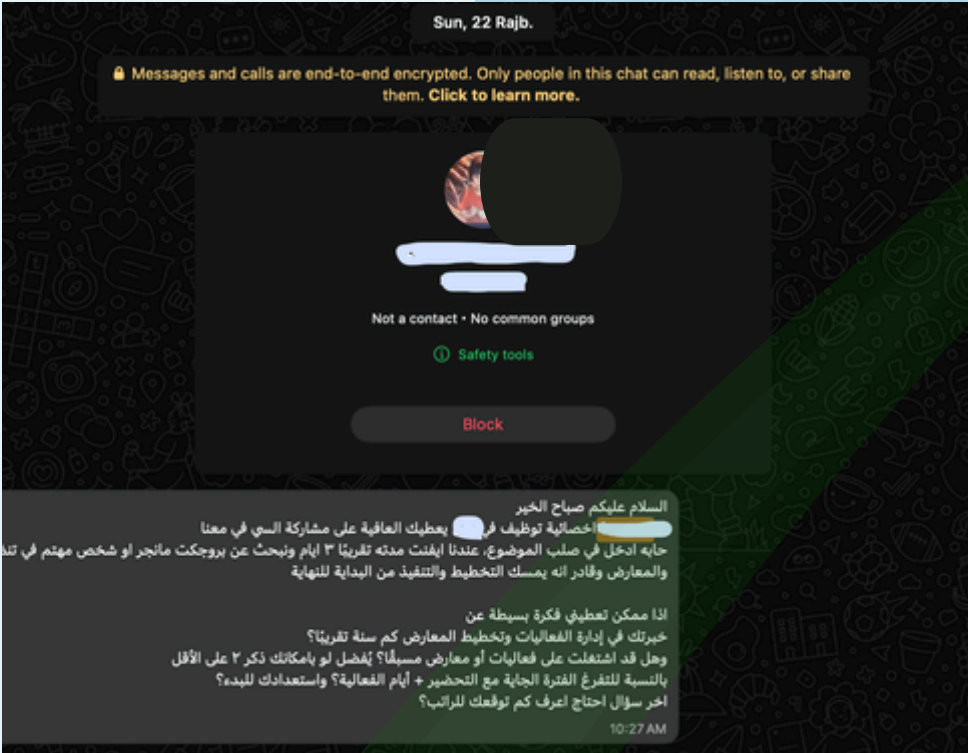 Sun, 22 Rajb.
Messages and calls are end-to-end encrypted. Only people in this chat can read, listen to, or share
them. Click to learn more.
Not a contact • No common groups
Safety tools
Block
السلام عليكم صباح الخير
اخصائية توظيف في يعطيك العافية على مشاركة السي في معنا
حابه ادخل في صلب الموضوع، عندنا ايفنت مدته تقريبًا ٣ ايام ونبحث عن بروجكت مانجر او شخص مهتم في
والمعارض وقادر انه يمسك التخطيط والتنفيذ من البداية للنهاية
اذا ممكن تعطيني فكرة بسيطة عن
خبرتك في إدارة الفعاليات وتخطيط المعارض كم سنة تقريبًا؟
وهل قد اشتغلت على فعاليات أو معارض مسبقًا؟ يُفضل لو بامكانك ذكر ٢ على الأقل
بالنسبة للتفرغ الفترة الجاية مع التحضير + أيام الفعالية؟ واستعدادك للبدء؟
اخر سؤال احتاج اعرف كم توقعك للراتب؟
10:27 AM